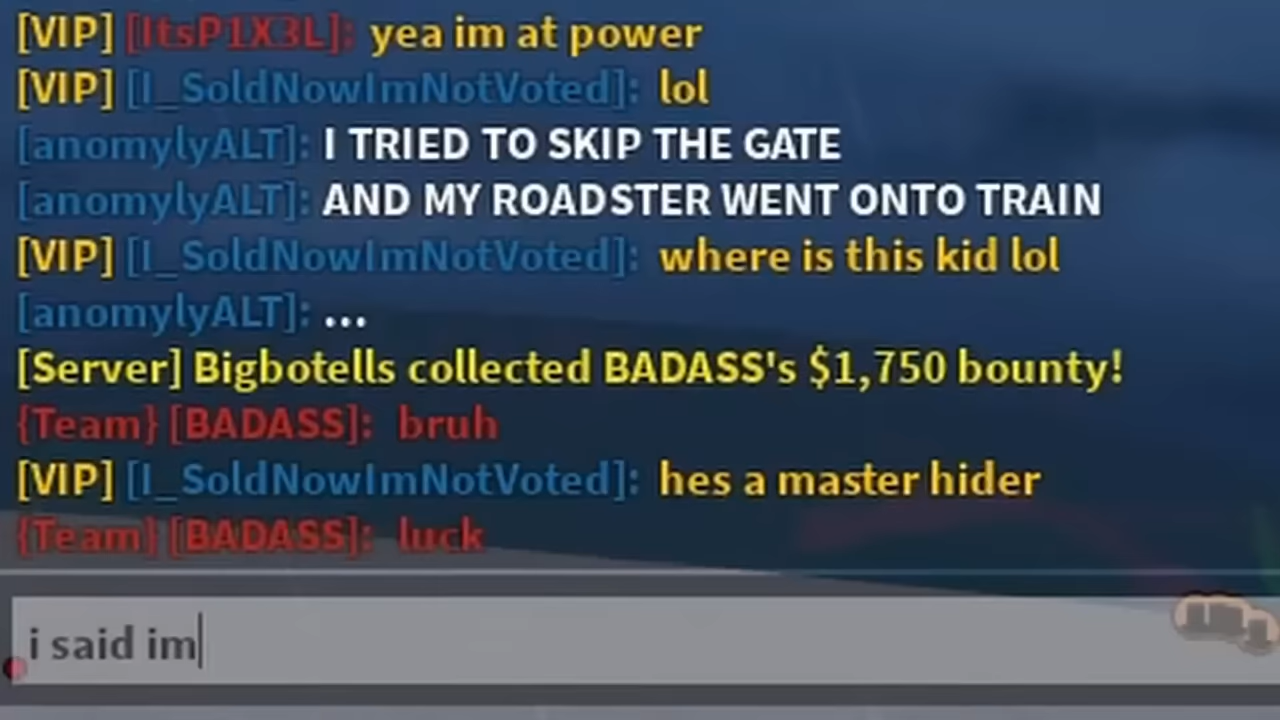 [VIP] [ItsP1X3L]: yea im at power
[VIP] [I_SoldNowImNotVoted]: lol
[anomylyALT]: I TRIED TO SKIP THE GATE
[anomylyALT]: AND MY ROADSTER WENT ONTO TRAIN
[VIP] [I_SoldNowImNotVoted]: where is this kid lol
[anomylyALT]: ...
[Server] Bigbotells collected BADASS's $1,750 bounty!
{Team} [BADASS]: bruh
[VIP] [I_SoldNowImNotVoted]: hes a master hider
{Team} [BADASS]: luck
i said im